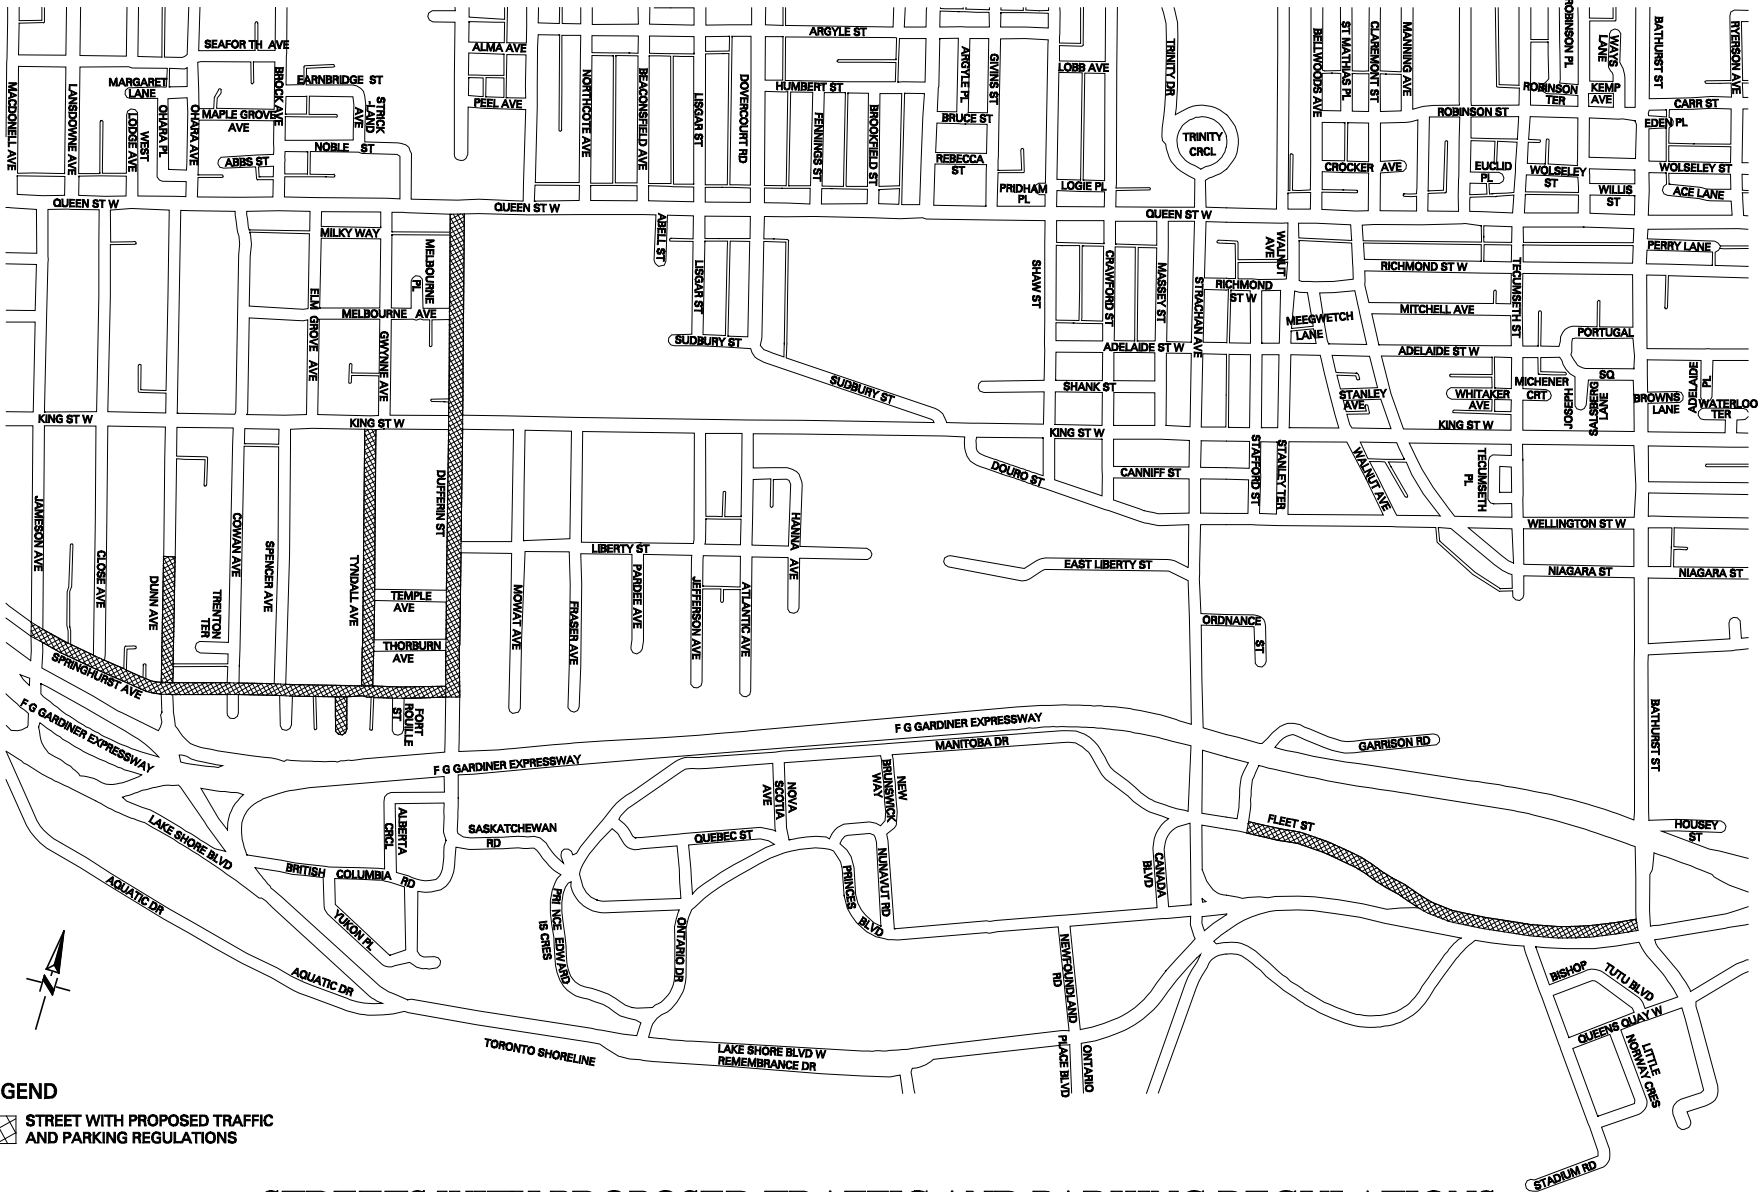 SEAFORTH AVE
ALMA AVE
ARGYLE ST
MACDONELL AVE
LANSDOWNE AVE
MARGARET
LANE
BROCK AVE
EARNBRIDGE ST
STRICK
-LAND
AVE
PEEL AVE
NORTHCOTE AVE
BEACONSFIELD AVE
LISGAR ST
DOVERCOURT RD
HUMBERT ST
FENNINGS ST
BROOKFIELD ST
ARGYLE PL
GIVINS ST
BRUCE ST
REBECCA
ST
PRIDHAM
PL
LOBB AVE
LOGIE PL
TRINITY DR
TRINITY
CRCL
BELLWOODS AVE
ST MATHIAS PL
CLAREMONT ST
MANNING AVE
ROBINSON PL
WAYS
LANE
BATHURST ST
RYERSON AVE
ROBINSON
TER
KEMP
AVE
ROBINSON ST
CARR ST
EDEN PL
CROCKER AVE
EUCLID
PL
WOLSELEY
ST
WOLSELEY ST
WILLIS
ST
ACE LANE
WEST
LODGE AVE
OHARA PL
OHARA AVE
MAPLE GROVE
AVE
ABBS ST
NOBLE ST
QUEEN ST W
QUEEN ST W
QUEEN ST W
MILKY WAY
MELBOURNE
PL
ELM GROVE AVE
MELBOURNE AVE
GWYNNE AVE
ABELL ST
LISGAR ST
SUDBURY ST
SUDBURY ST
SHAW ST
CRAWFORD ST
MASSEY ST
STRACHAN AVE
WALNUT
AVE
RICHMOND
ST W
RICHMOND ST W
TECUMSETH ST
PERRY LANE
MEEGWETCH
LANE
MITCHELL AVE
PORTUGAL
SQ
ADELAIDE ST W
ADELAIDE ST W
SHANK ST
STANLEY
AVE
WHITAKER
AVE
MICHENER
CRT
JOSEPH
SALSBERG
LANE
BROWNS
LANE
ADELAIDE
PL
WATERLOO
TER
KING ST W
KING ST W
KING ST W
KING ST W
JAMESON AVE
CLOSE AVE
DUNN AVE
TRENTON
TER
COWAN AVE
SPENCER AVE
TYNDALL AVE
DUFFERIN ST
TEMPLE
AVE
THORBURN
AVE
LIBERTY ST
MOWAT AVE
FRASER AVE
PARDEE AVE
JEFFERSON AVE
ATLANTIC AVE
HANNA AVE
DOURO ST
CANNIFF ST
STAFFORD ST
STANLEY TER
WALNUT AVE
TECUMSETH
PL
WELLINGTON ST W
EAST LIBERTY ST
NIAGARA ST
NIAGARA ST
ORDNANCE
ST
SPRINGHURST AVE
FORT
ROUILLE
ST
F G GARDINER EXPRESSWAY
F G GARDINER EXPRESSWAY
F G GARDINER EXPRESSWAY
MANITOBA DR
GARRISON RD
BATHURST ST
HOUSEY
ST
FLEET ST
ALBERTA
CRCL
SASKATCHEWAN
RD
NOVA
SCOTIA
AVE
NEW
BRUNSWICK
WAY
QUEBEC ST
PRINCES
BLVD
NUNAVUT RD
CANADA
BLVD
LAKE SHORE BLVD
BRITISH COLUMBIA RD
YUKON PL
AQUATIC DR
AQUATIC DR
PRINCE EDWARD
IS CRES
ONTARIO DR
NEWFOUNDLAND
RD
ONTARIO
PLACE BLVD
BISHOP TUTU BLVD
QUEENS QUAY W
LITTLE
NORWAY CRES
STADIUM RD
TORONTO SHORELINE
LAKE SHORE BLVD W
REMEMBRANCE DR
N
GEND
STREET WITH PROPOSED TRAFFIC
AND PARKING REGULATIONS
STREETS WITH PROPOSED TRAFFIC AND PARKING REGULATIONS